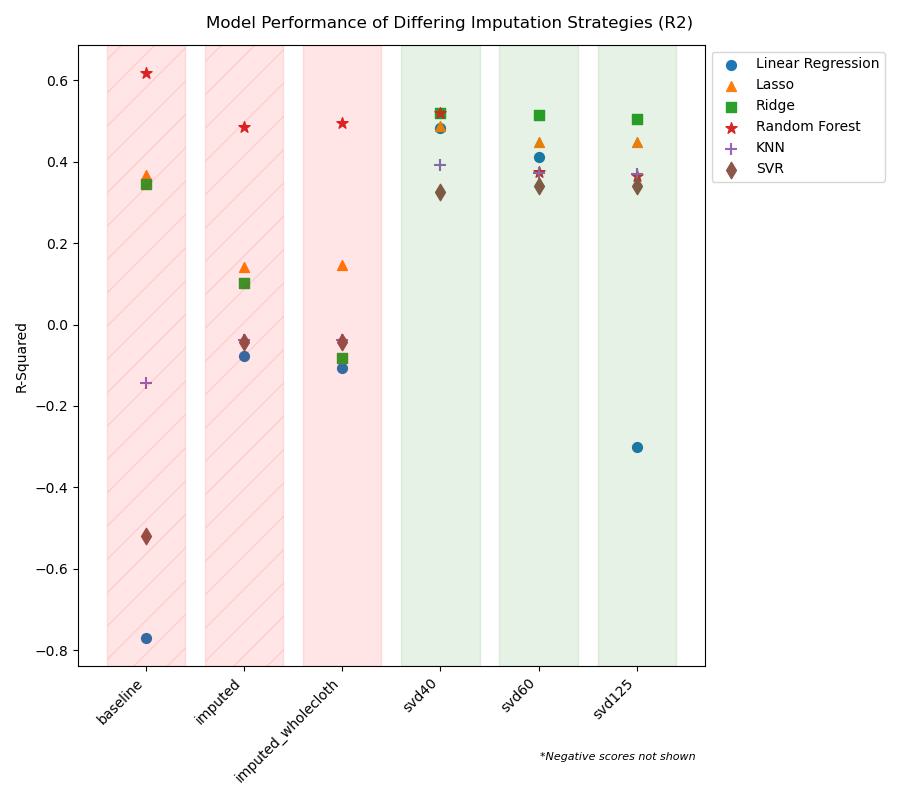 Model Performance of Differing Imputation Strategies (R2)
R-Squared
0.6
0.4
0.2
0.0
−0.2
−0.4
−0.6
−0.8
baseline
imputed
imputed_wholecloth
svd40
svd60
svd125
*Negative scores not shown
Linear Regression
Lasso
Ridge
Random Forest
KNN
SVR